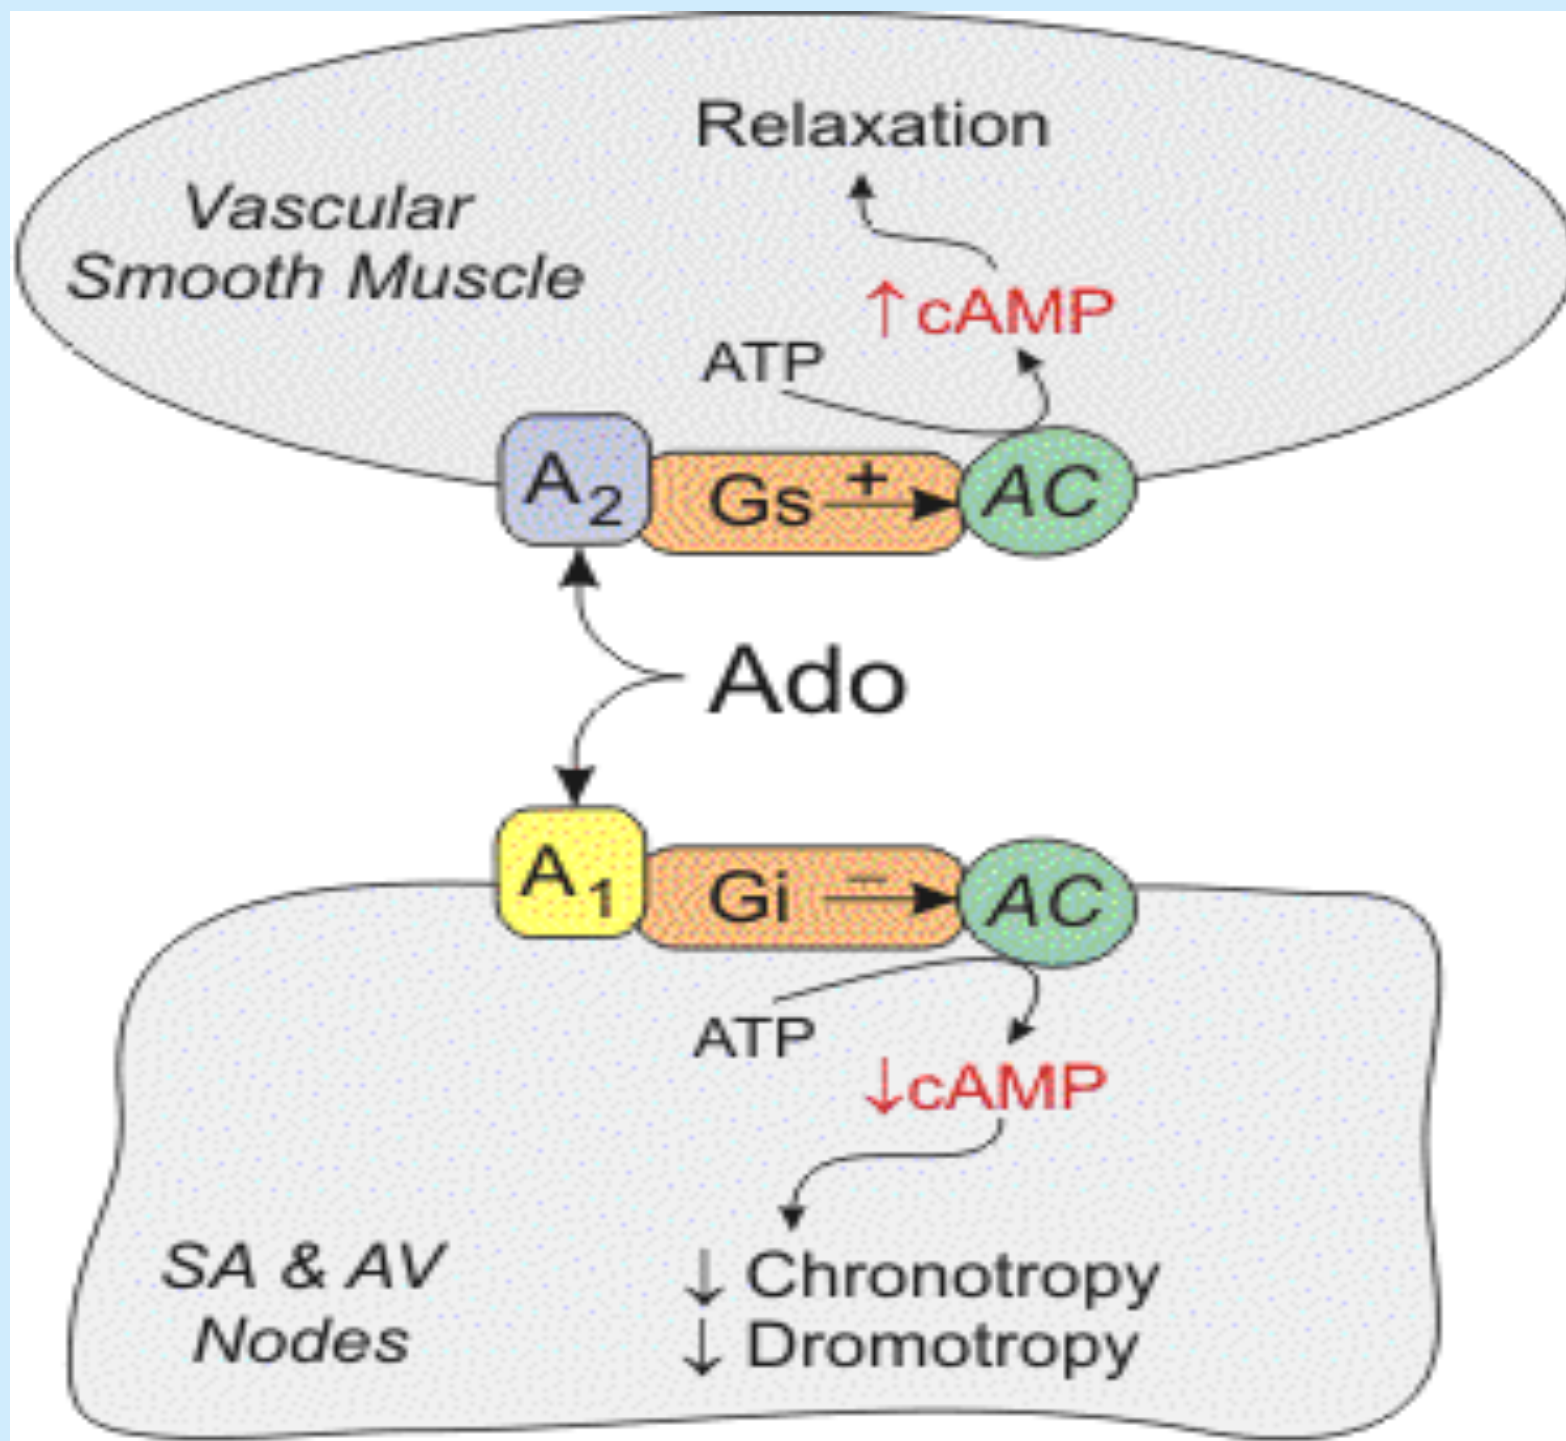 Relaxation
Vascular
Smooth Muscle
↑cAMP
ATP
A2
Gs + AC
Ado
A1
Gi − AC
ATP
↓cAMP
SA & AV
Nodes
↓ Chronotropy
↓ Dromotropy